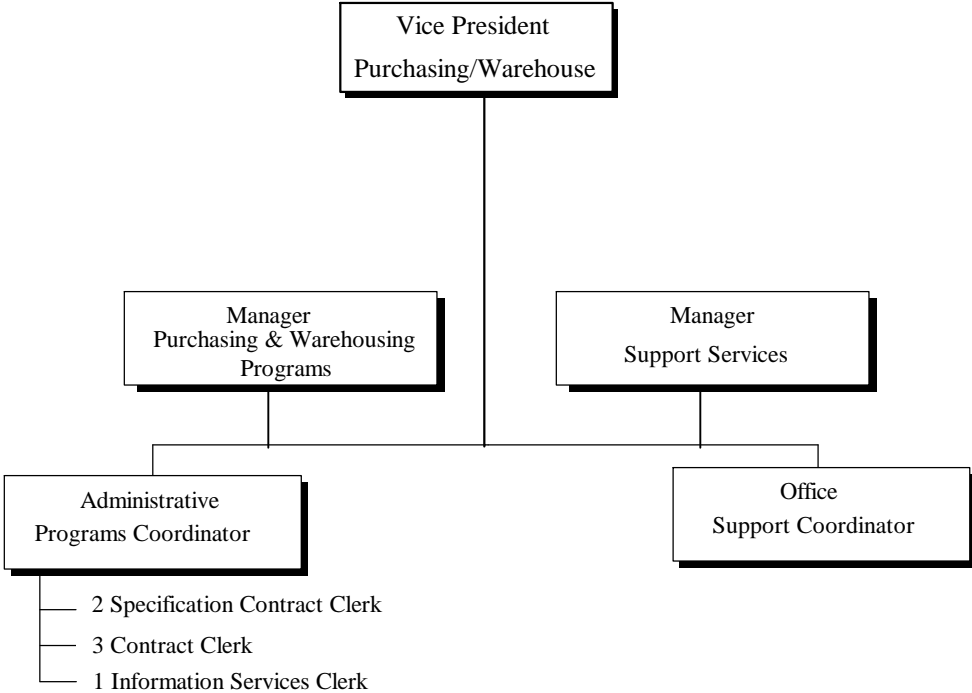 Vice President
Purchasing/Warehouse
Manager
Purchasing & Warehousing
Programs
Manager
Support Services
Administrative
Programs Coordinator
Office
Support Coordinator
2 Specification Contract Clerk
3 Contract Clerk
1 Information Services Clerk